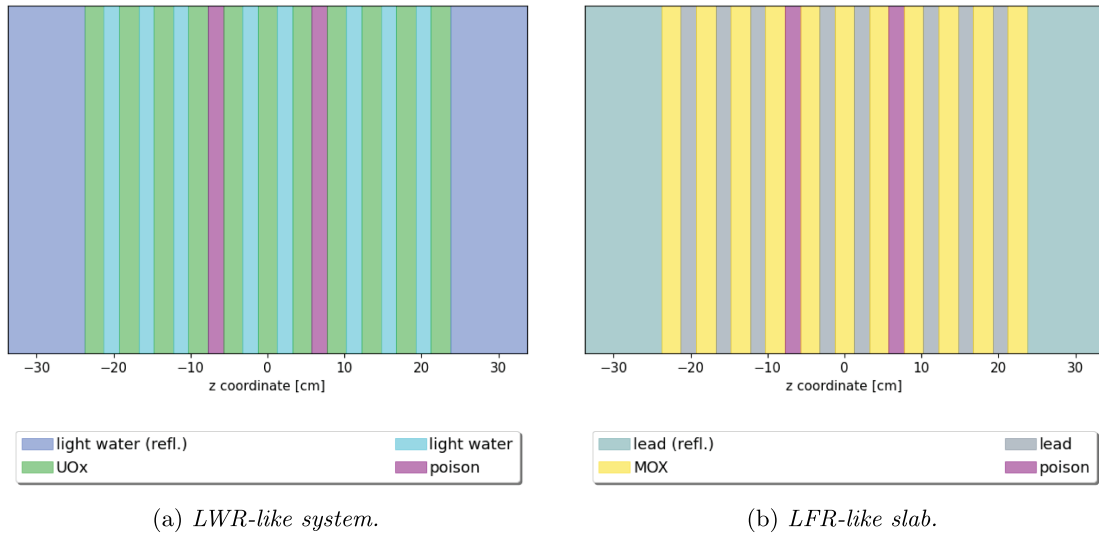 −30 −20 −10 0 10 20 30
z coordinate [cm]
light water (refl.) light water
UOx poison
(a) LWR-like system.
−30 −20 −10 0 10 20 30
z coordinate [cm]
lead (refl.) lead
MOX poison
(b) LFR-like slab.